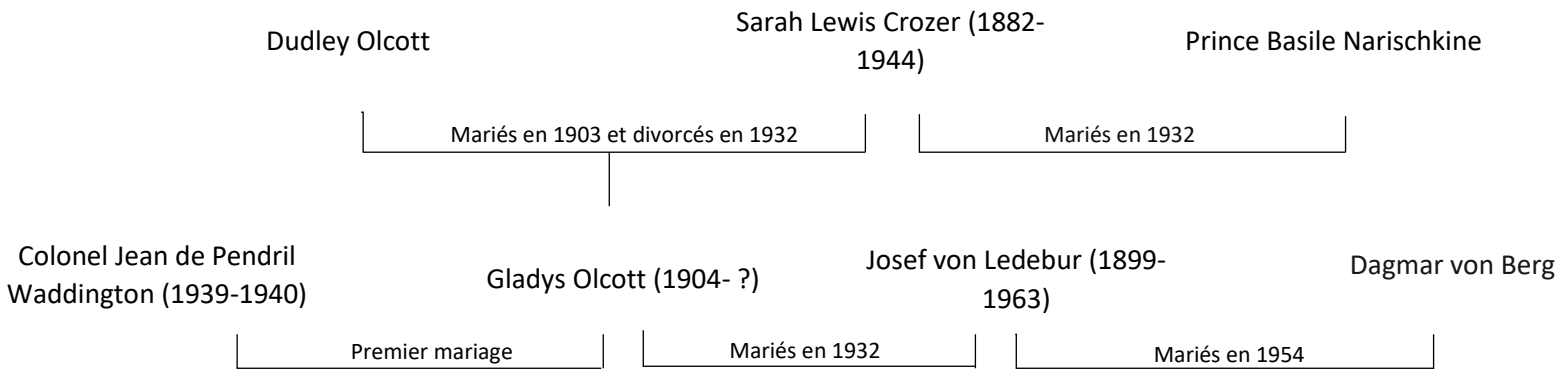 Dudley Olcott
Sarah Lewis Crozer (1882-
1944)
Prince Basile Narischkine
Mariés en 1903 et divorcés en 1932
Mariés en 1932
Colonel Jean de Pendril
Waddington (1939-1940)
Gladys Olcott (1904- ?)
Josef von Ledebur (1899-
1963)
Dagmar von Berg
Premier mariage
Mariés en 1932
Mariés en 1954